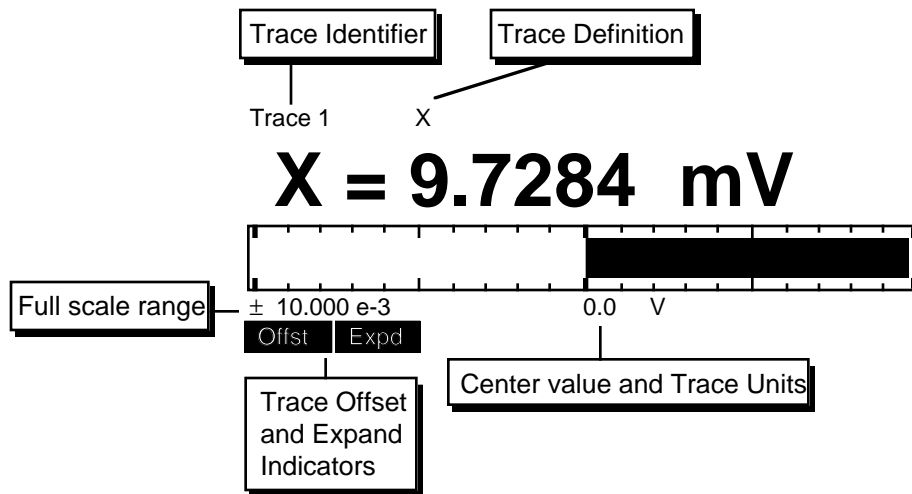 Trace Identifier
Trace Definition
Trace 1 X
X = 9.7284 mV
Full scale range
± 10.000 e-3 0.0 V
Offst Expd
Center value and Trace Units
Trace Offset
and Expand
Indicators